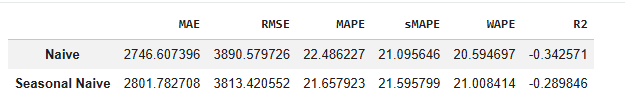 MAE RMSE MAPE sMAPE WAPE R2
Naive 2746.607396 3890.579726 22.486227 21.095646 20.594697 -0.342571
Seasonal Naive 2801.782708 3813.420552 21.657923 21.595799 21.008414 -0.289846